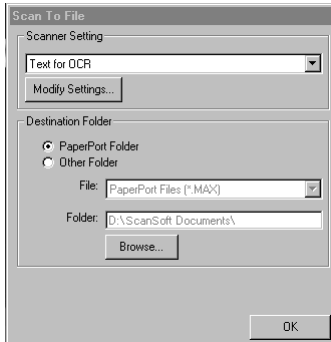 Scan To File
Scanner Setting
Text for OCR
Modify Settings...
Destination Folder
PaperPort Folder
Other Folder
File: PaperPort Files (*.MAX)
Folder: D:\ScanSoft Documents\
Browse...
OK